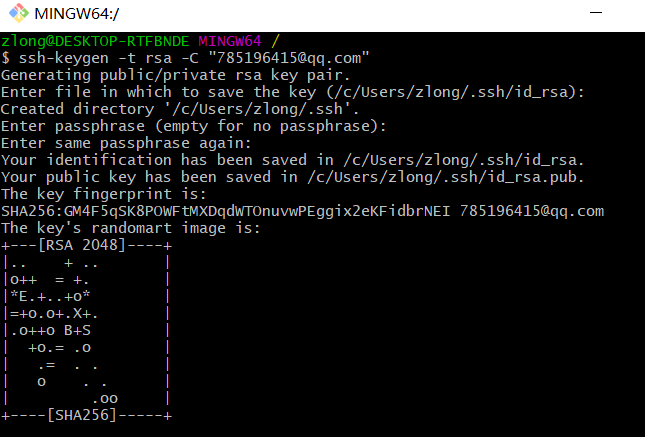 MINGW64:/
zlong@DESKTOP-RTFBNDE MINGW64 /
$ ssh-keygen -t rsa -C "785196415@qq.com"
Generating public/private rsa key pair.
Enter file in which to save the key (/c/Users/zlong/.ssh/id_rsa):
Created directory '/c/Users/zlong/.ssh'.
Enter passphrase (empty for no passphrase):
Enter same passphrase again:
Your identification has been saved in /c/Users/zlong/.ssh/id_rsa.
Your public key has been saved in /c/Users/zlong/.ssh/id_rsa.pub.
The key fingerprint is:
SHA256:GM4F5qSK8POWFtMXDqdWTOnuvwPEggix2eKFidbrNEI 785196415@qq.com
The key's randomart image is:
+---[RSA 2048]----+
|..    + ..       |
|o++  = +.        |
|*E.+..+o*        |
|=+o.o+.X+.       |
|.o++o B+S        |
|  +o.= .o        |
|   .=  . .       |
|   o    . .      |
|         .oo     |
+----[SHA256]-----+